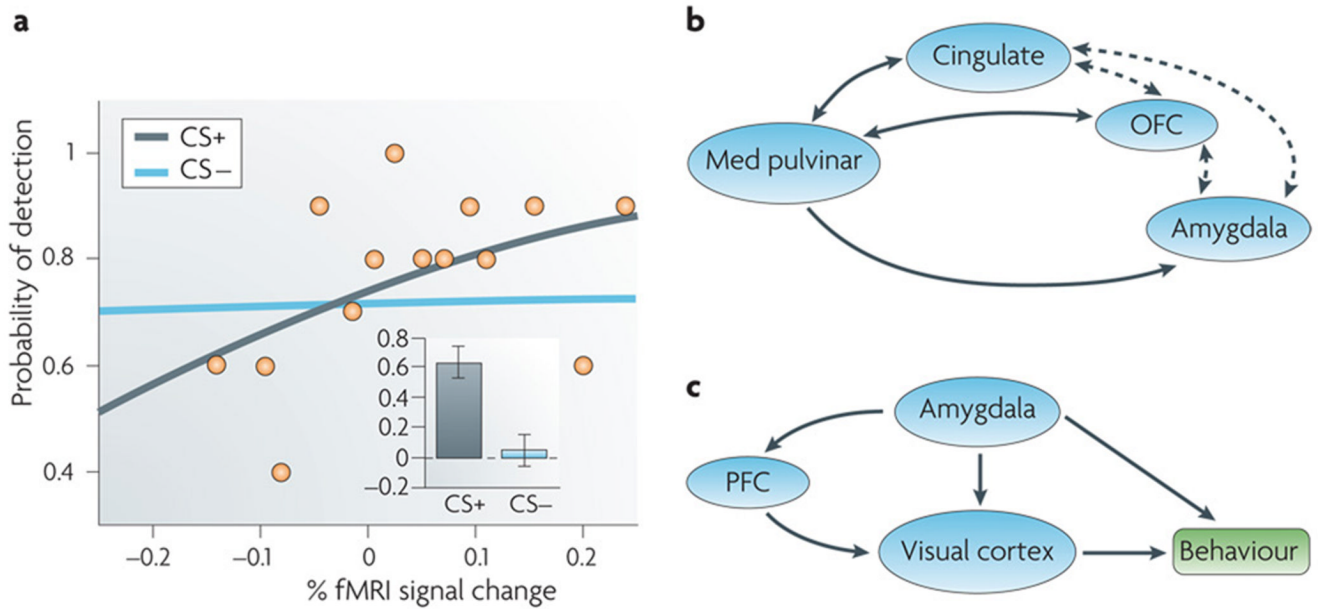 a
CS+
CS–
Probability of detection
1
0.8
0.6
0.4
0.8
0.6
0.4
0.2
0
–0.2
CS+
CS–
–0.2
–0.1
0
0.1
0.2
% fMRI signal change
b
Cingulate
OFC
Med pulvinar
Amygdala
c
Amygdala
PFC
Visual cortex
Behaviour